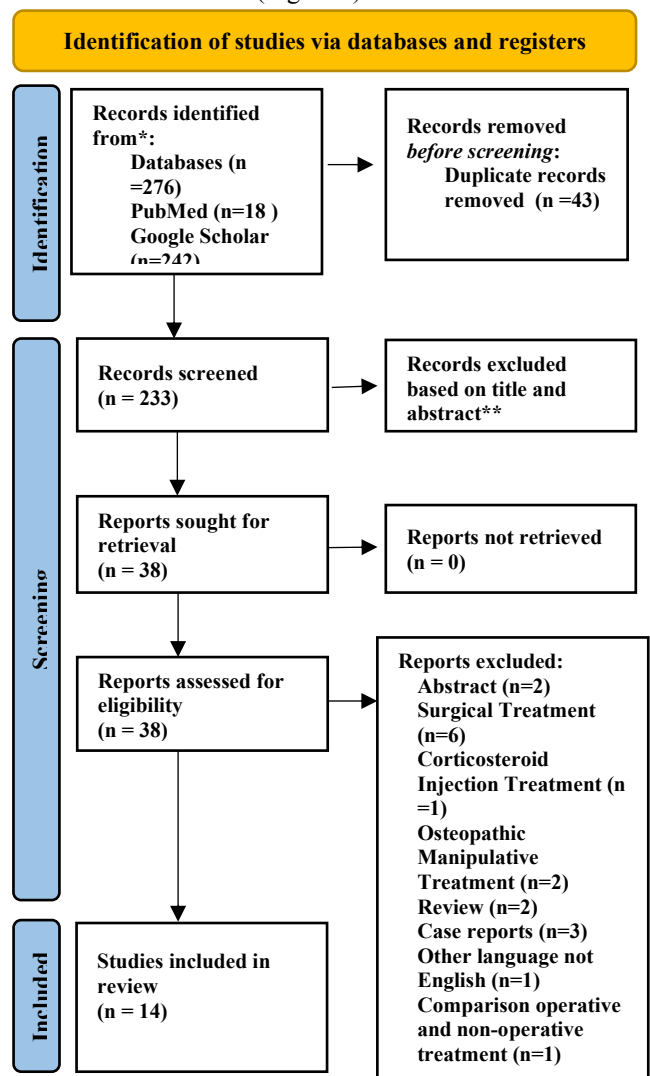 Identification of studies via databases and registers
Identification
Records identified
from*:
Databases (n
=276)
PubMed (n=18 )
Google Scholar
(n=242)
Records removed
before screening:
Duplicate records
removed (n =43)
Screening
Records screened
(n = 233)
Records excluded
based on title and
abstract**
Reports sought for
retrieval
(n = 38)
Reports not retrieved
(n = 0)
Reports assessed for
eligibility
(n = 38)
Reports excluded:
Abstract (n=2)
Surgical Treatment
(n=6)
Corticosteroid
Injection Treatment (n
=1)
Osteopathic
Manipulative
Treatment (n=2)
Review (n=2)
Case reports (n=3)
Other language not
English (n=1)
Comparison operative
and non-operative
treatment (n=1)
Included
Studies included in
review
(n = 14)